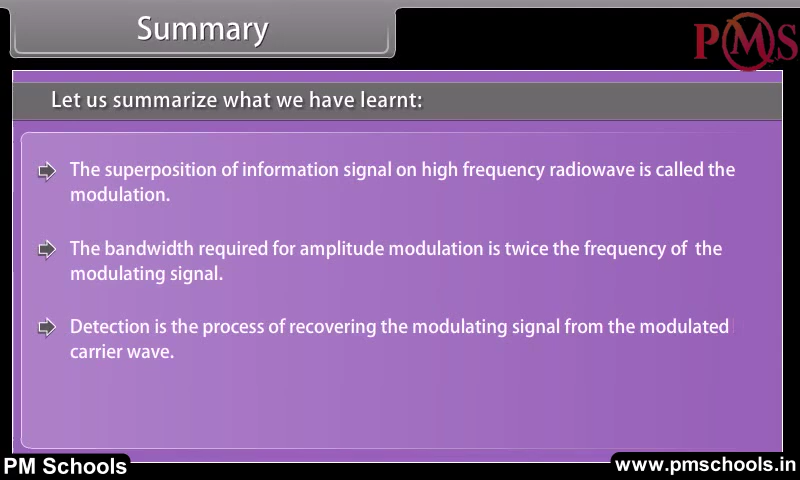 Summary
PMS
Let us summarize what we have learnt:
The superposition of information signal on high frequency radiowave is called the
modulation.
The bandwidth required for amplitude modulation is twice the frequency of the
modulating signal.
Detection is the process of recovering the modulating signal from the modulated
carrier wave.
PM Schools
www.pmschools.in